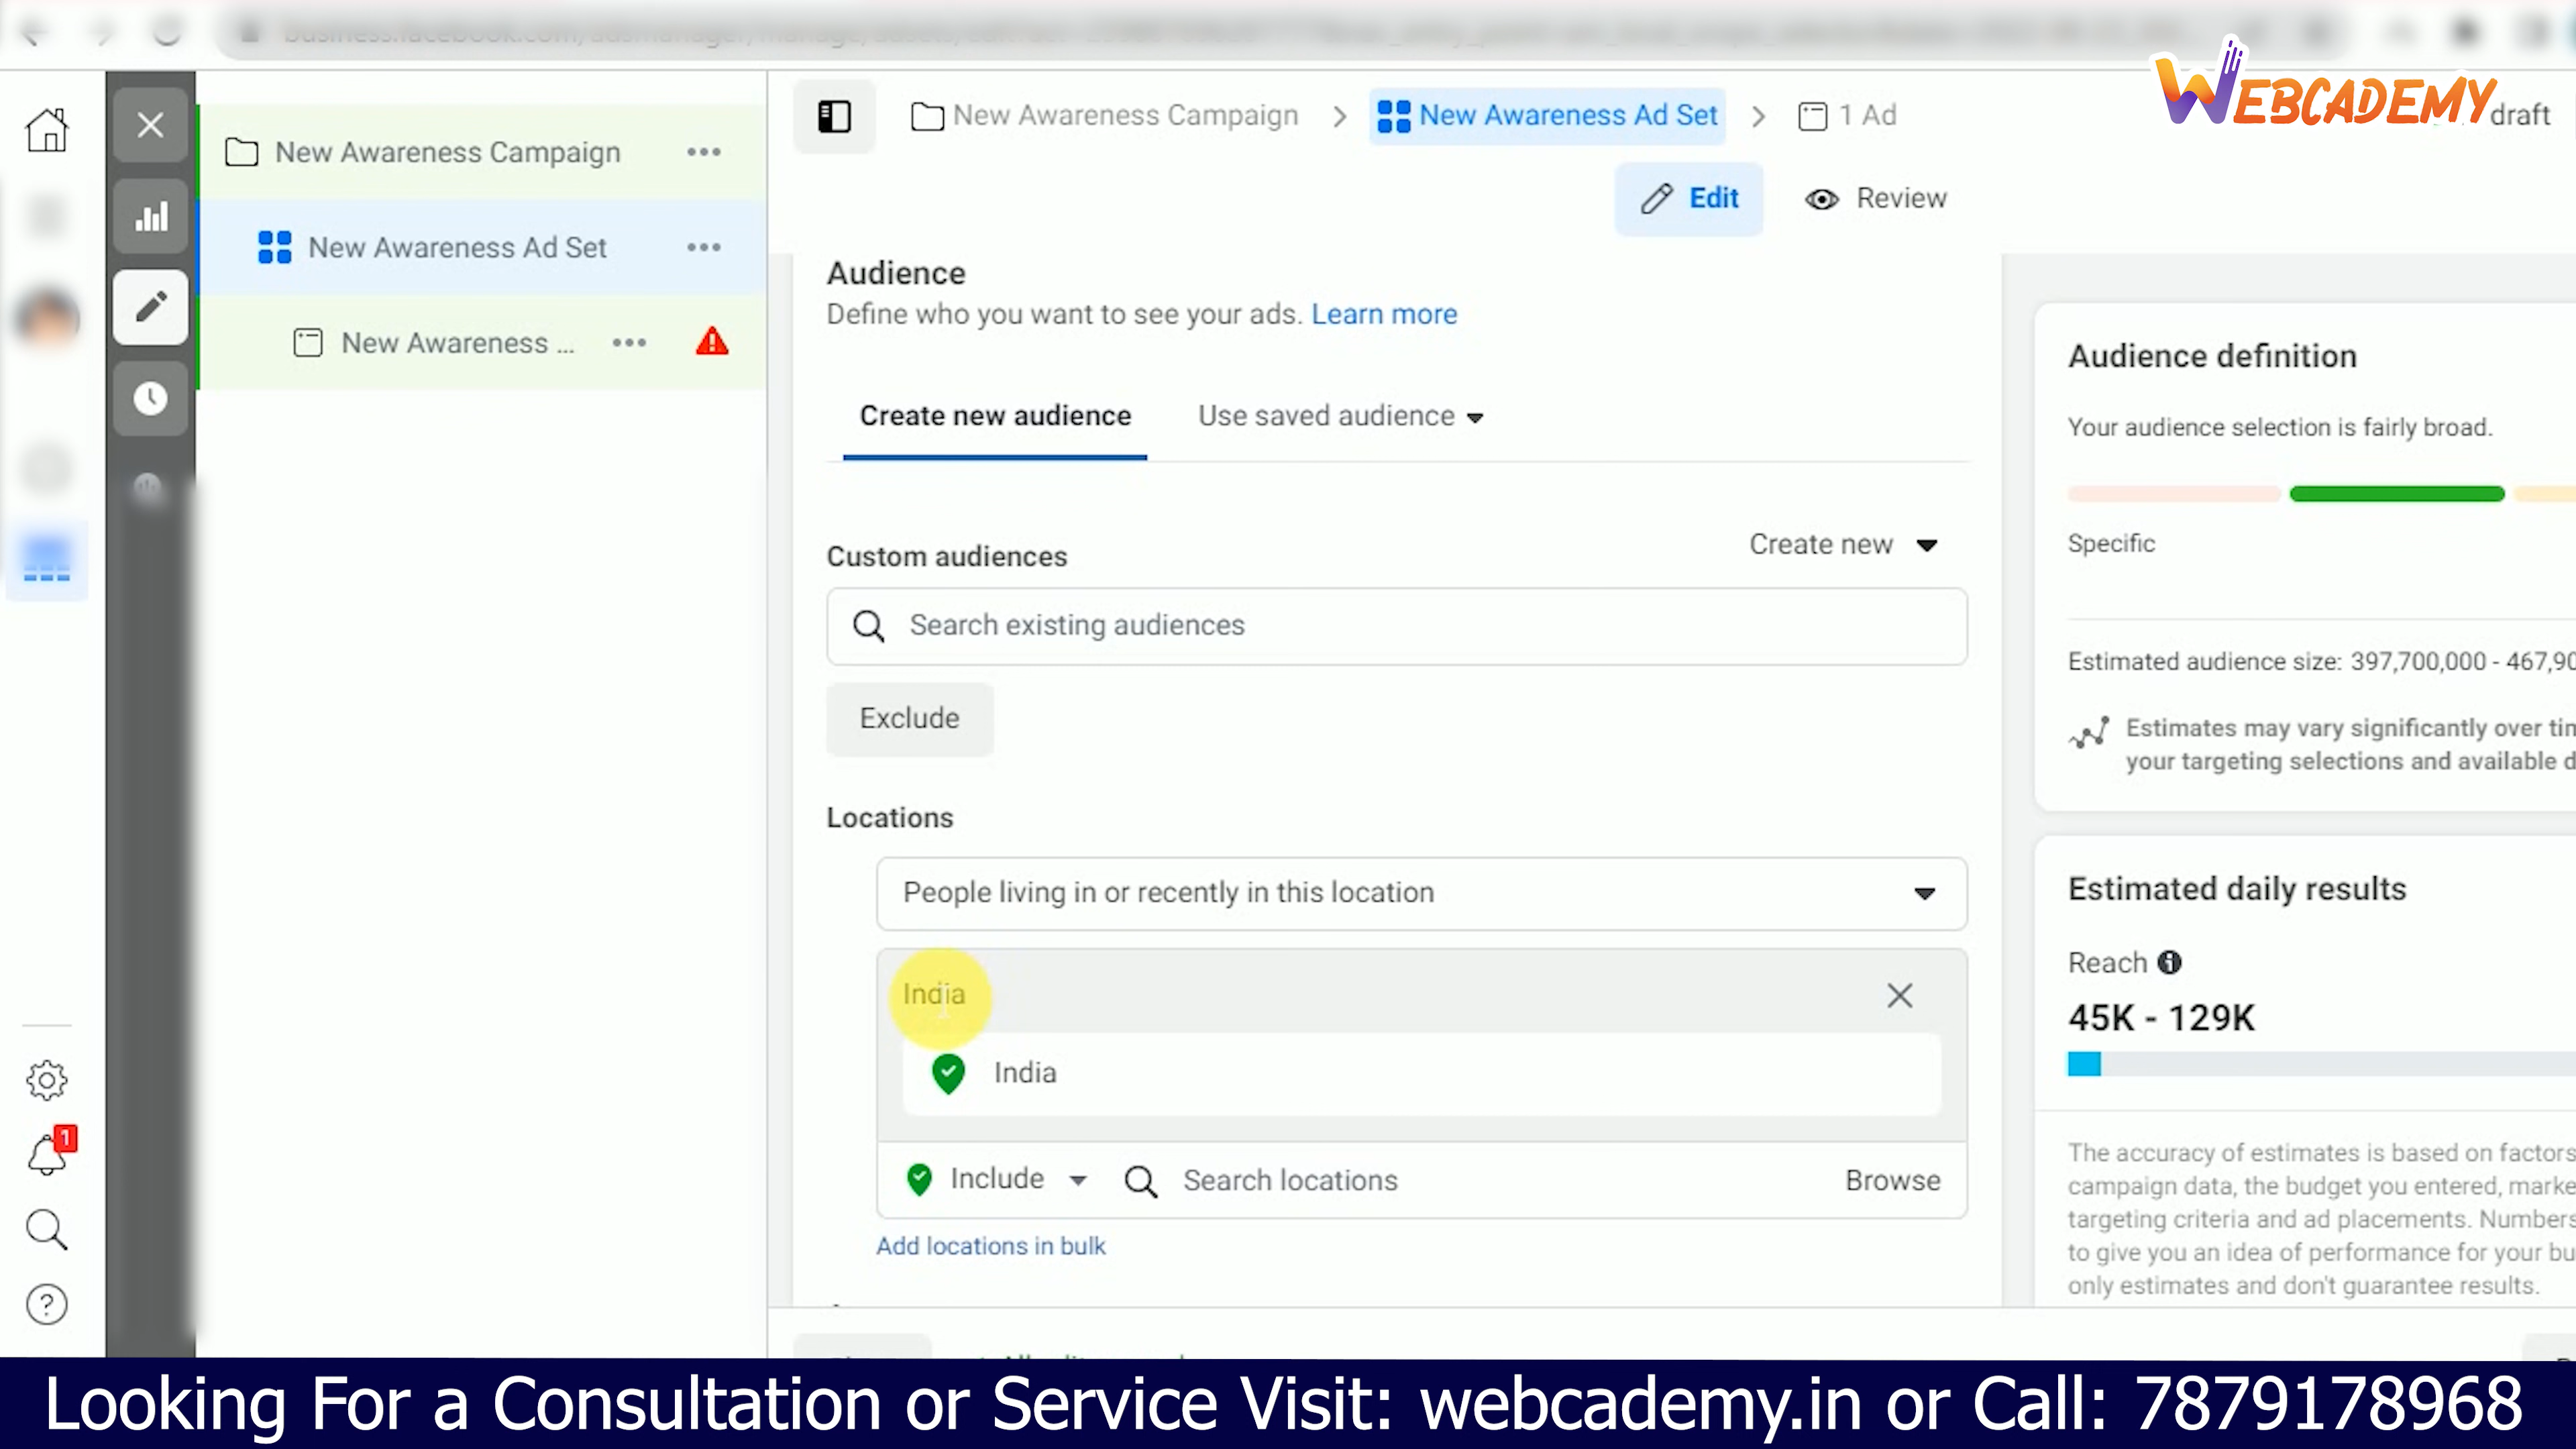 WEBCADEMY
draft
New Awareness Campaign
New Awareness Ad Set
1 Ad
Edit
Review
New Awareness Campaign
New Awareness Ad Set
New Awareness ...
Audience
Define who you want to see your ads. Learn more
Create new audience
Use saved audience
Custom audiences
Create new
Search existing audiences
Exclude
Locations
People living in or recently in this location
India
India
Include
Search locations
Browse
Add locations in bulk
Audience definition
Your audience selection is fairly broad.
Specific
Estimated audience size: 397,700,000 - 467,90
Estimates may vary significantly over
your targeting selections and available
Estimated daily results
Reach
45K - 129K
The accuracy of estimates is based on factors
campaign data, the budget you entered,
targeting criteria and ad placements. Numbers
to give you an idea of performance for your
only estimates and don't guarantee results.
1
Looking For a Consultation or Service Visit: webcademy.in or Call: 7879178968